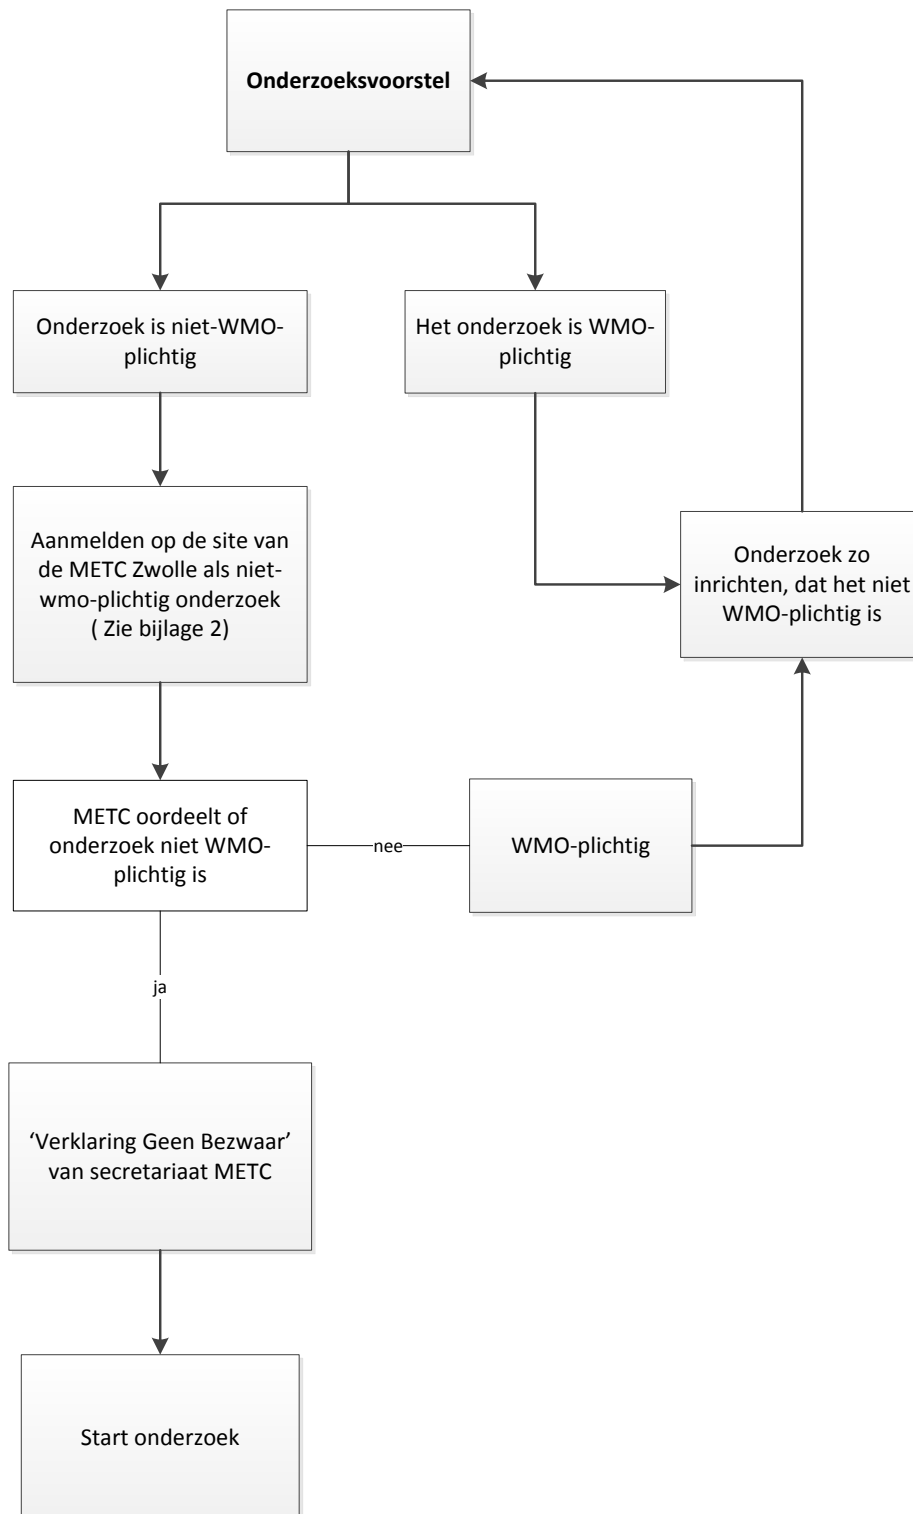 Onderzoeksvoorstel
Onderzoek is niet-WMO-
plichtig
Het onderzoek is WMO-
plichtig
Aanmelden op de site van
de METC Zwolle als niet-
wmo-plichtig onderzoek
( Zie bijlage 2)
Onderzoek zo
inrichten, dat het niet
WMO-plichtig is
METC oordeelt of
onderzoek niet WMO-
plichtig is
nee
WMO-plichtig
ja
‘Verklaring Geen Bezwaar’
van secretariaat METC
Start onderzoek